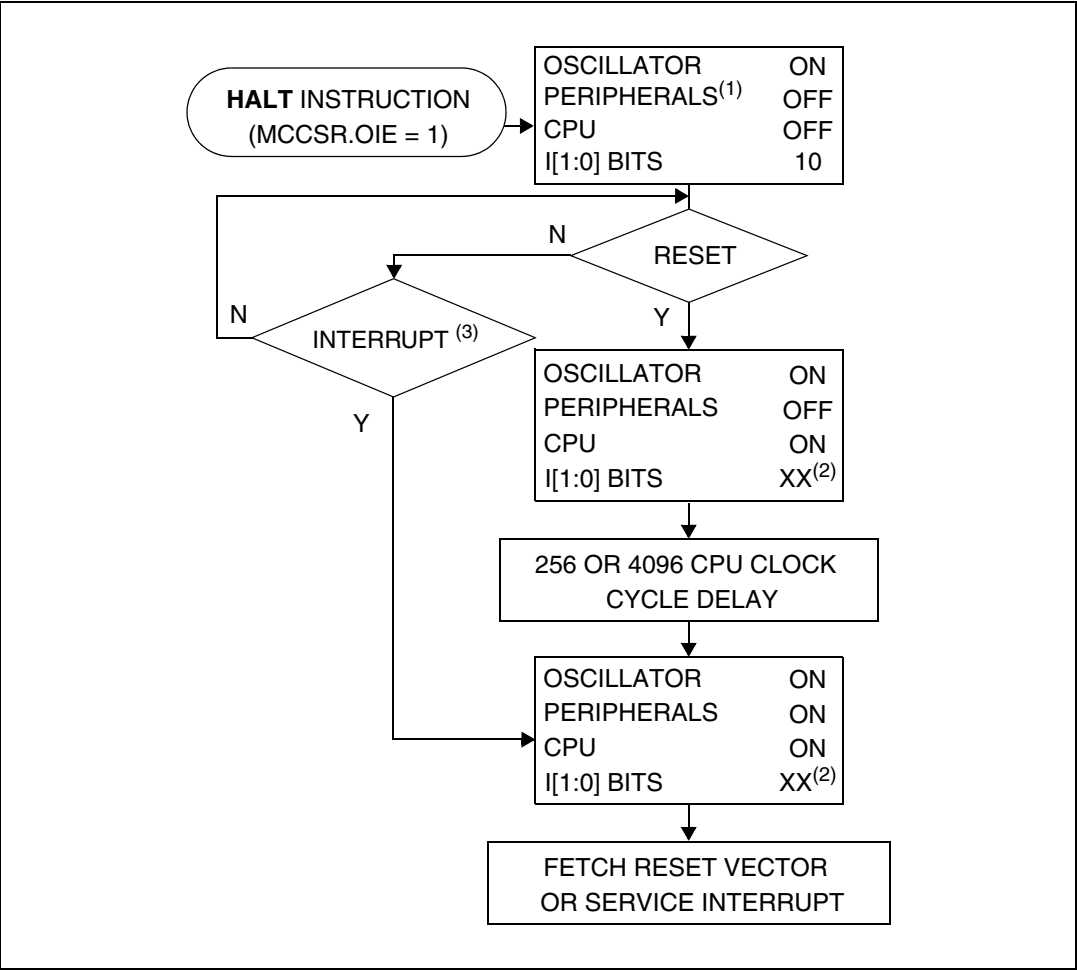 HALT INSTRUCTION
(MCCSR.OIE = 1)
OSCILLATOR ON
PERIPHERALS(1) OFF
CPU OFF
I[1:0] BITS 10
RESET
N
Y
INTERRUPT (3)
N
Y
OSCILLATOR ON
PERIPHERALS OFF
CPU ON
I[1:0] BITS XX(2)
256 OR 4096 CPU CLOCK
CYCLE DELAY
OSCILLATOR ON
PERIPHERALS ON
CPU ON
I[1:0] BITS XX(2)
FETCH RESET VECTOR
OR SERVICE INTERRUPT